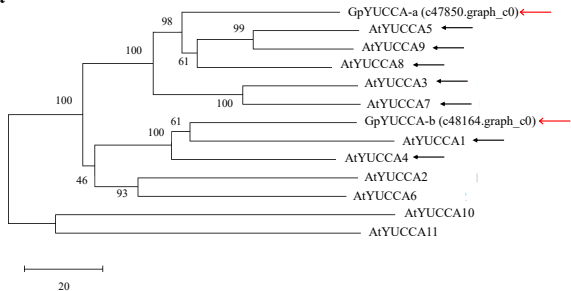 98
GpYUCCA-a (c47850.graph_c0)
99
AtYUCCA5
100
AtYUCCA9
61
AtYUCCA8
100
AtYUCCA3
100
AtYUCCA7
61
GpYUCCA-b (c48164.graph_c0)
100
AtYUCCA1
AtYUCCA4
46
AtYUCCA2
93
AtYUCCA6
AtYUCCA10
AtYUCCA11
20